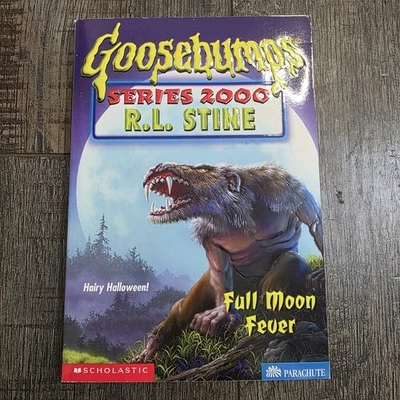 Goosebumps
SERIES 2000
R.L. STINE
Hairy Halloween!
Full Moon
Fever
SCHOLASTIC
PARACHUTE